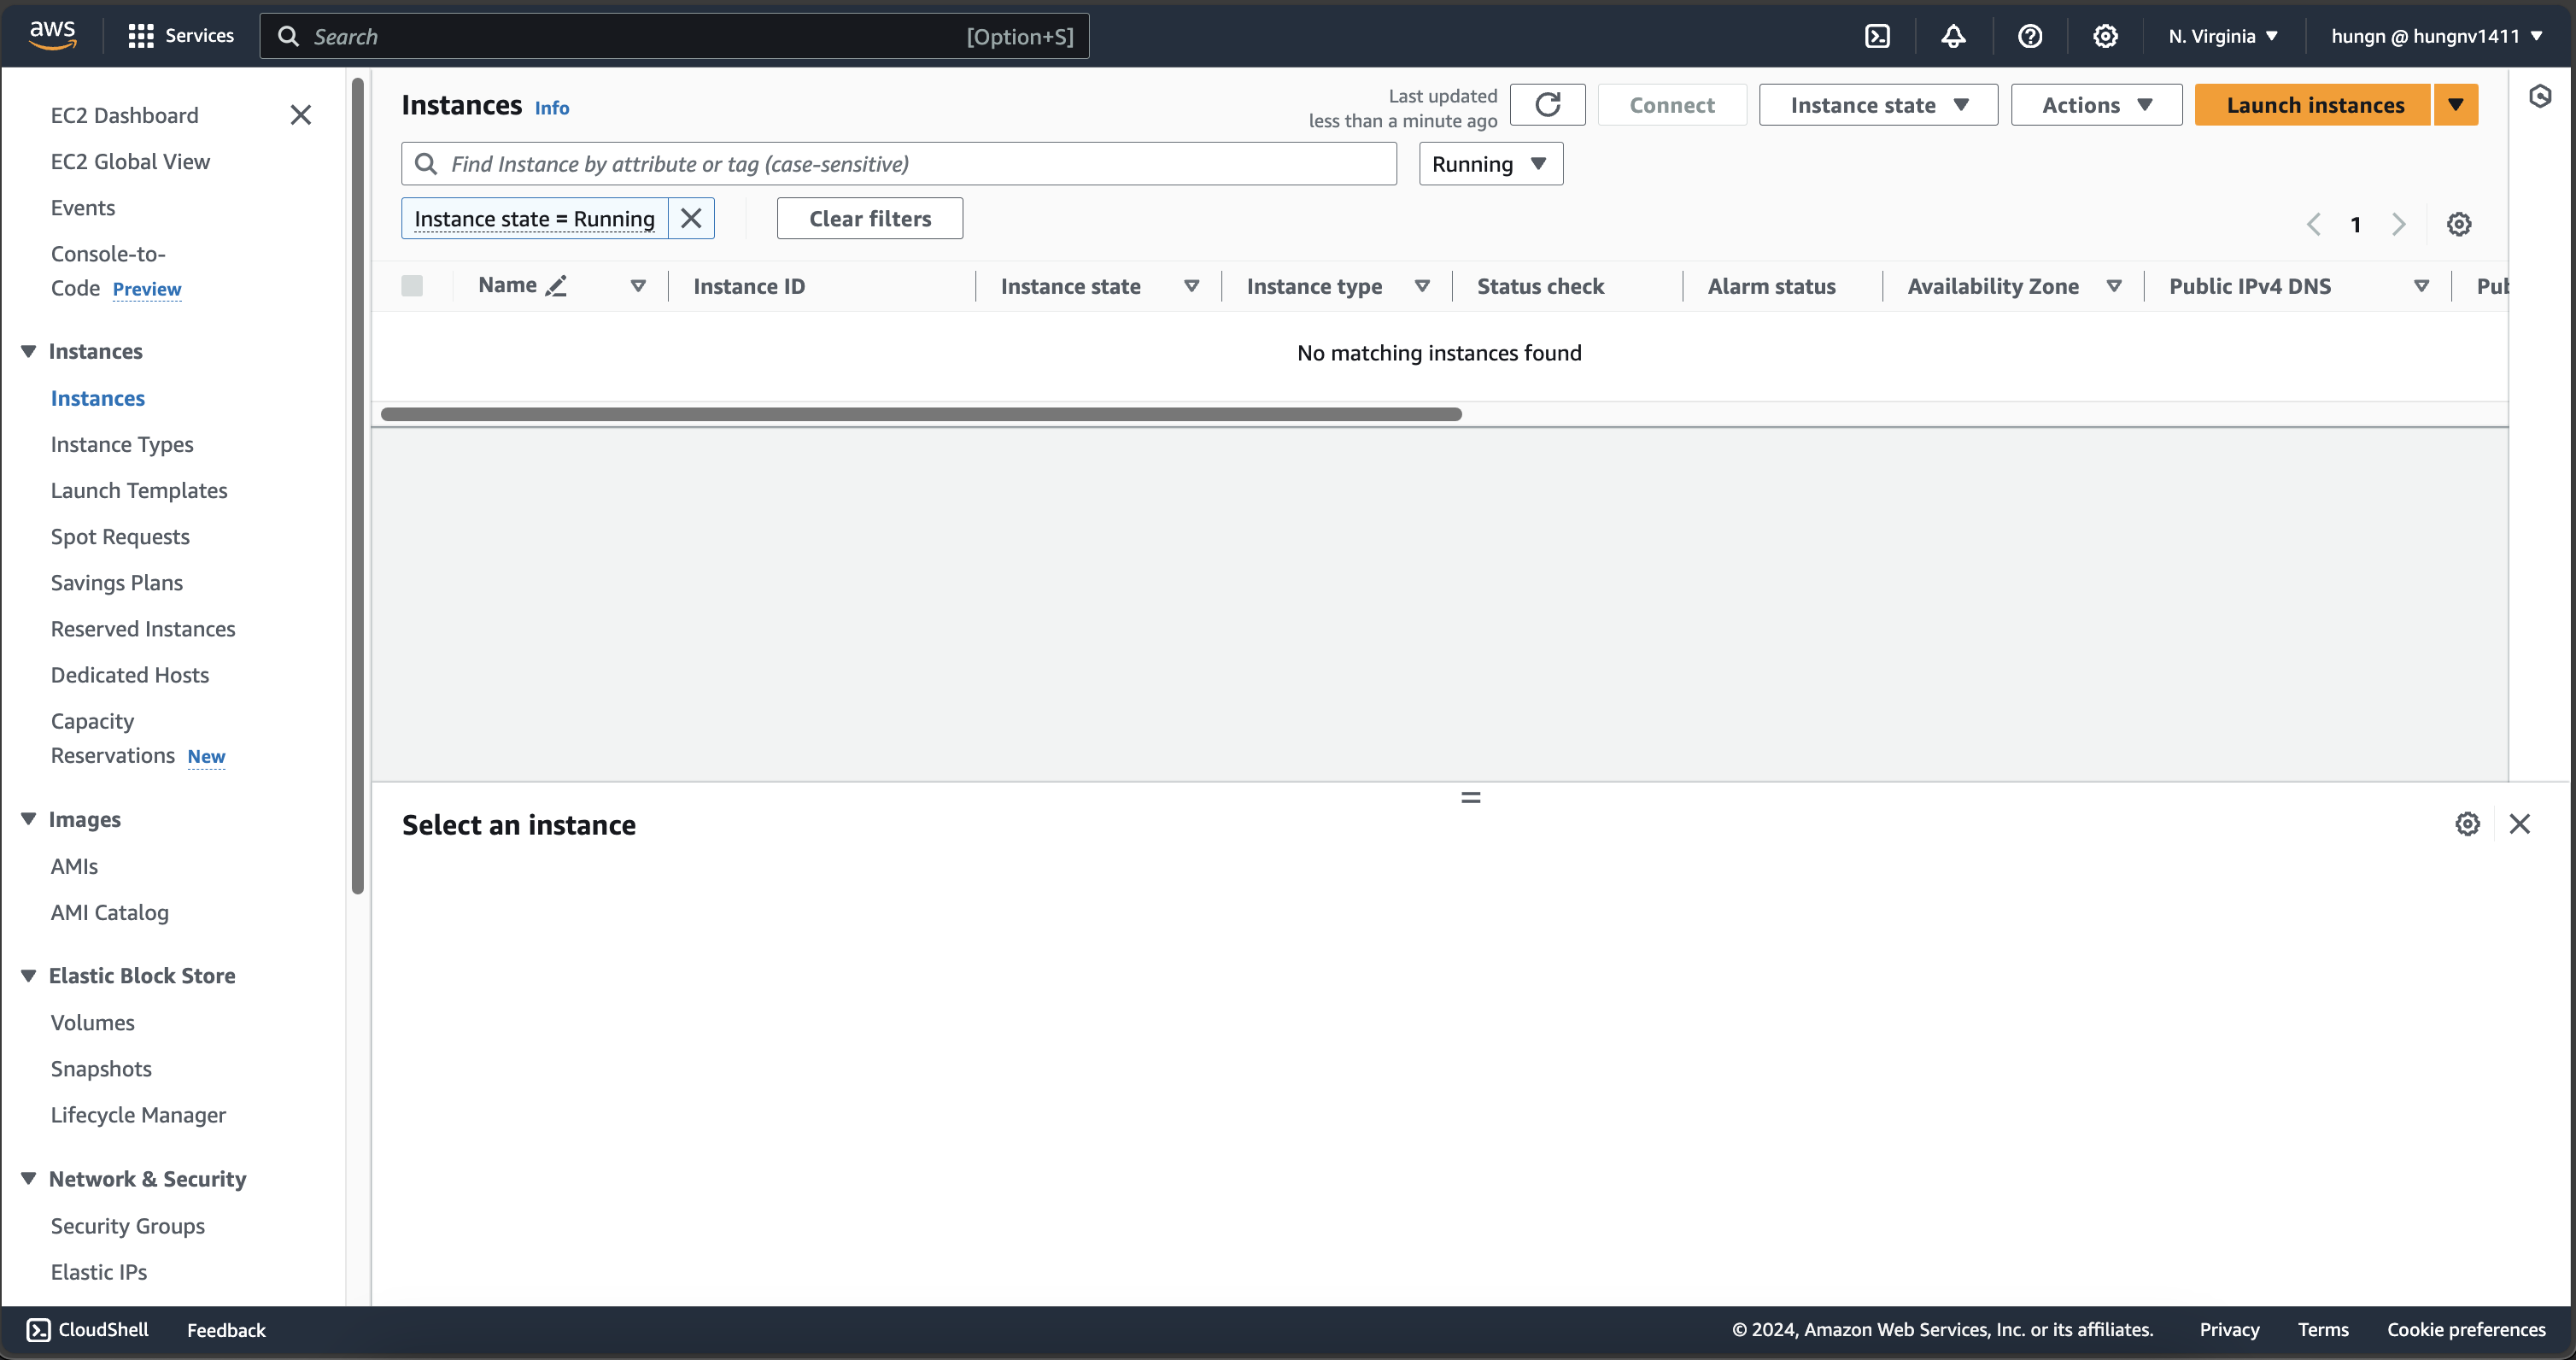 aws
Services
Search
[Option+S]
N. Virginia
hungn @ hungnv1411
EC2 Dashboard
EC2 Global View
Events
Console-to-
Code Preview
Instances
Instances
Instance Types
Launch Templates
Spot Requests
Savings Plans
Reserved Instances
Dedicated Hosts
Capacity
Reservations New
Images
AMIs
AMI Catalog
Elastic Block Store
Volumes
Snapshots
Lifecycle Manager
Network & Security
Security Groups
Elastic IPs
Instances Info
Last updated
less than a minute ago
Connect
Instance state
Actions
Launch instances
Find Instance by attribute or tag (case-sensitive)
Running
Instance state = Running
Clear filters
1
Name
Instance ID
Instance state
Instance type
Status check
Alarm status
Availability Zone
Public IPv4 DNS
No matching instances found
Select an instance
CloudShell
Feedback
© 2024, Amazon Web Services, Inc. or its affiliates.
Privacy
Terms
Cookie preferences